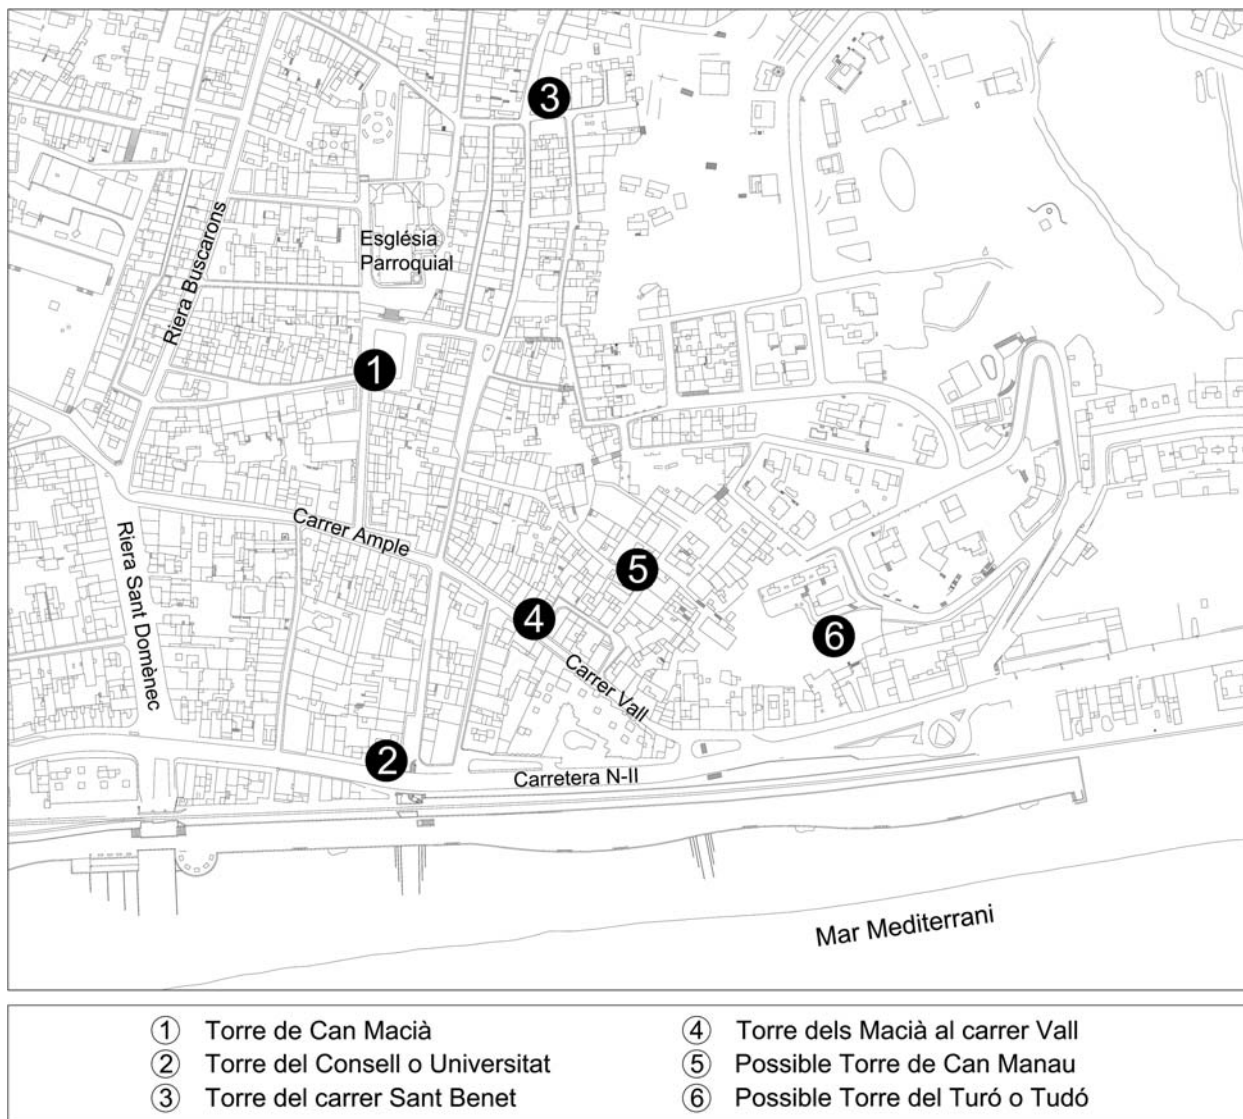 3
Església
Parroquial
Riera Buscarons
1
Carrer Ample
Riera Sant Domènec
5
4
6
Carrer Vall
2
Carretera N-II
Mar Mediterrani
1 Torre de Can Macià
2 Torre del Consell o Universitat
3 Torre del carrer Sant Benet
4 Torre dels Macià al carrer Vall
5 Possible Torre de Can Manau
6 Possible Torre del Turó o Tudó